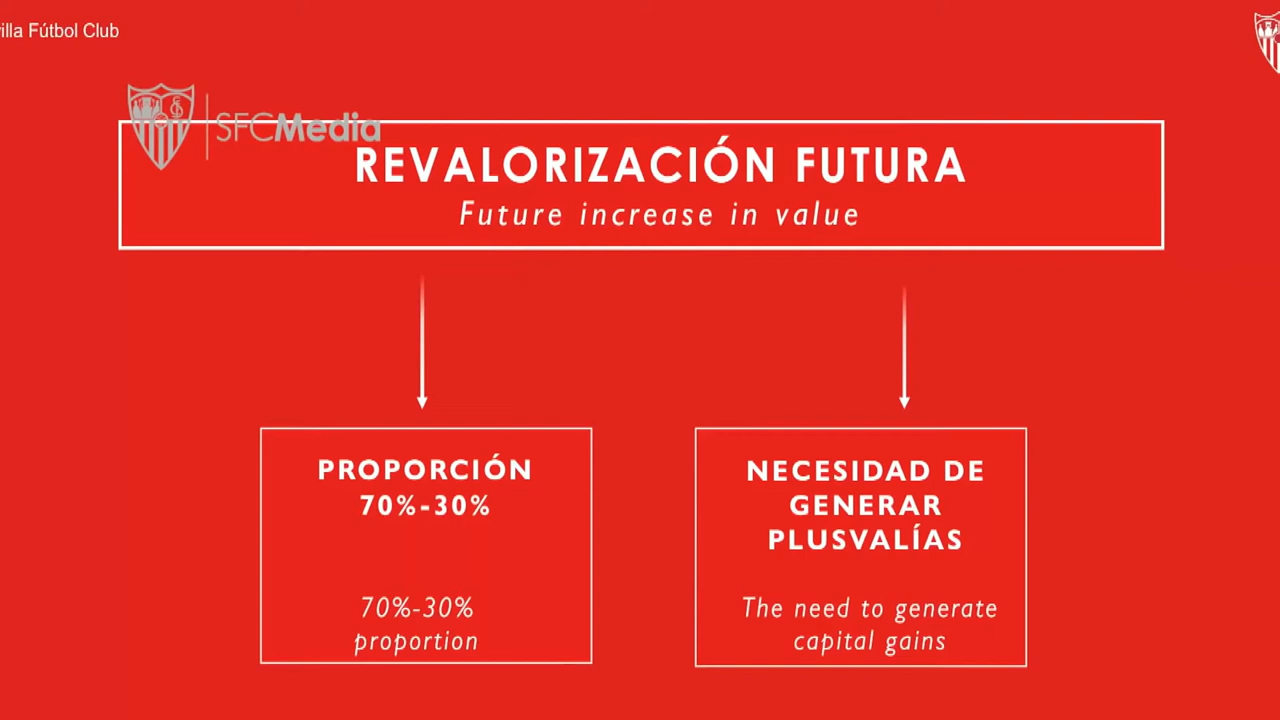 illa Fútbol Club
SFCMedia
REVALORIZACIÓN FUTURA
Future increase in value
PROPORCIÓN
70%-30%
70%-30%
proportion
NECESIDAD DE
GENERAR
PLUSVALÍAS
The need to generate
capital gains